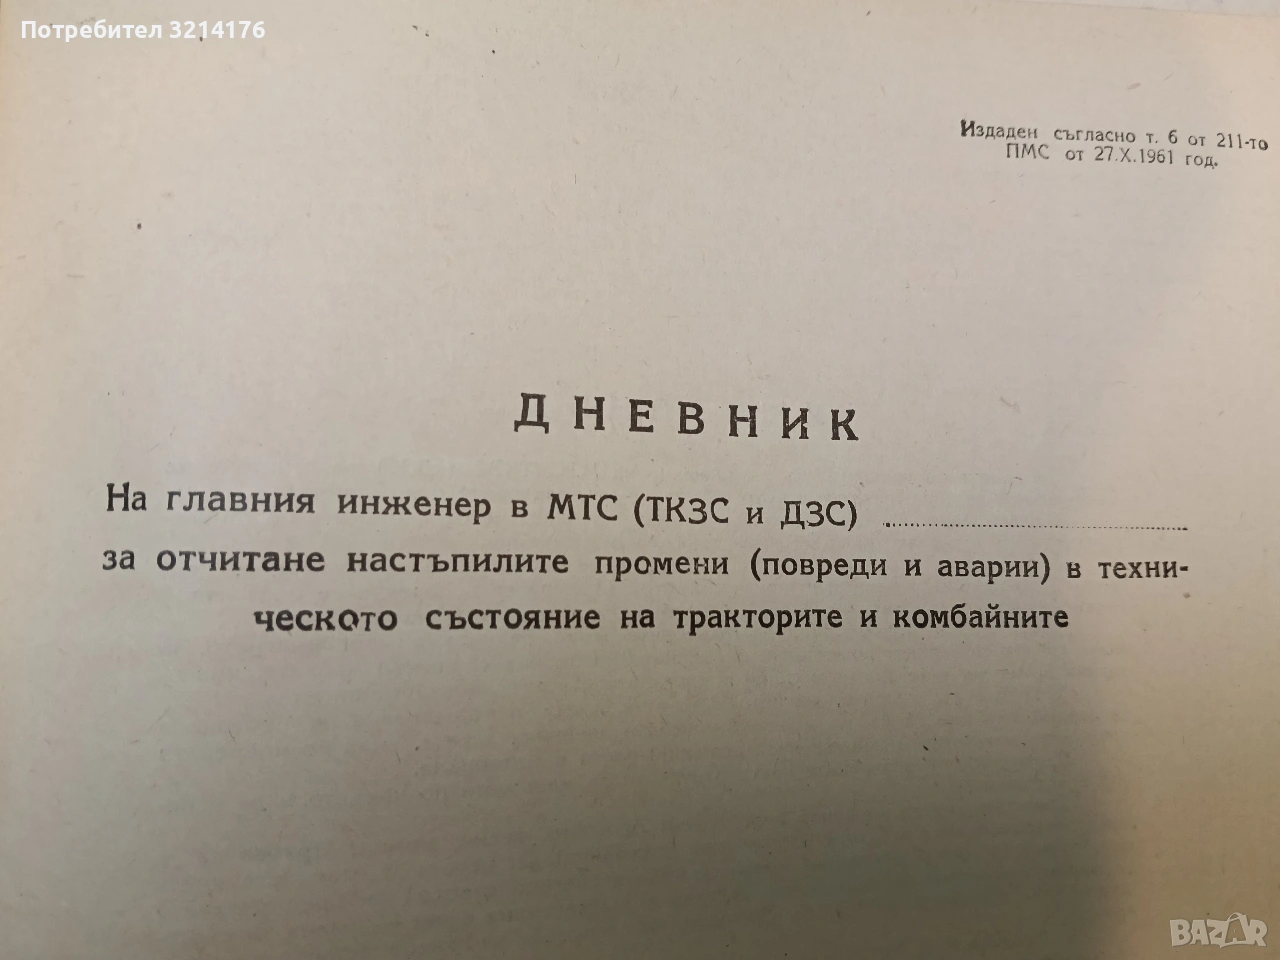 Потребител 3214176
Издаден съгласно т. 6 от 211-то
ПМС от 27.X.1961 год.
ДНЕВНИК
На главния инженер в МТС (ТКЗС и ДЗС) ........................................
за отчитане настъпилите промени (повреди и аварии) в техни-
ческото състояние на тракторите и комбайните
BAZAR